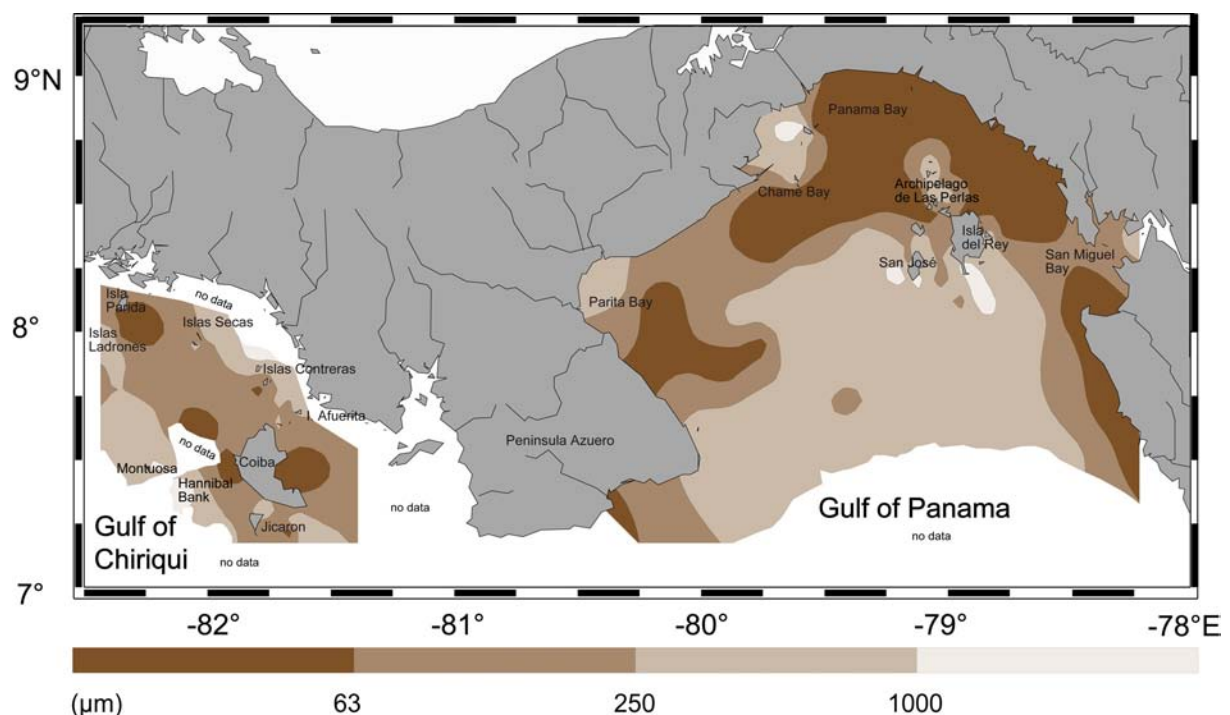 9°N
Panama Bay
Chame Bay
Archipelago
de Las Perlas
Isla
del Rey
San José
San Miguel
Bay
8°
Isla
Parida
no data
Islas Secas
Islas
Ladrones
Parita Bay
Islas Contreras
I. Afuerita
no data
Coiba
Peninsula Azuero
Montuosa
Hannibal
Bank
Jicaron
no data
Gulf of
Chiriqui
no data
Gulf of Panama
no data
7°
-82° -81° -80° -79° -78°E
(µm) 63 250 1000